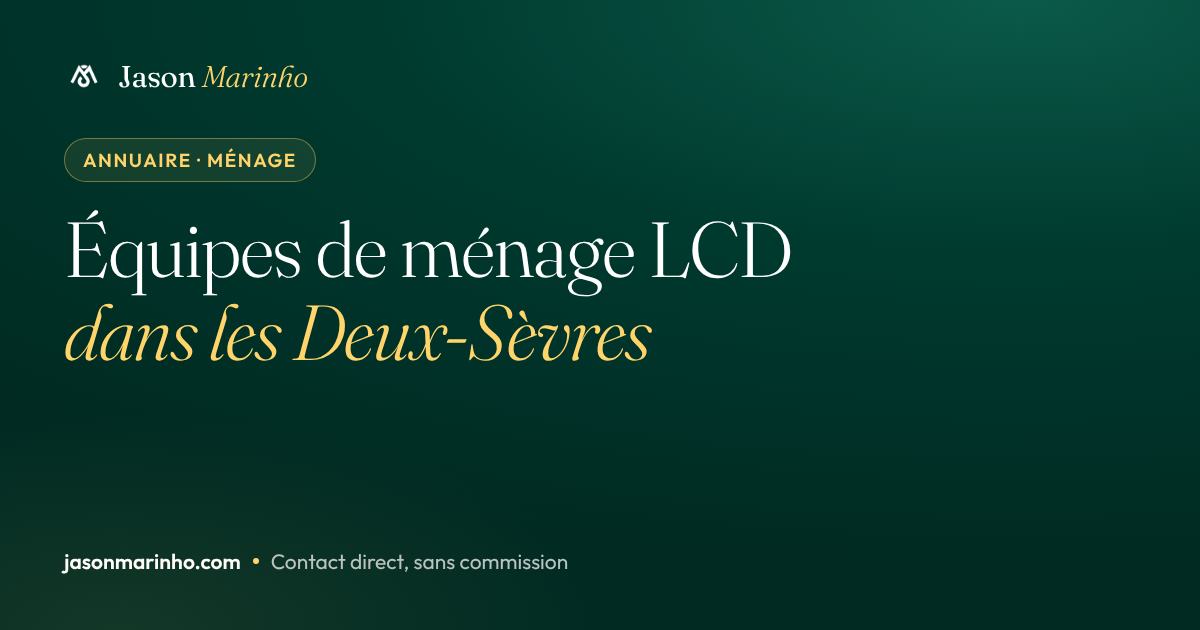 Jason Marinho
ANNUAIRE · MÉNAGE
Équipes de ménage LCD
dans les Deux-Sèvres
jasonmarinho.com • Contact direct, sans commission